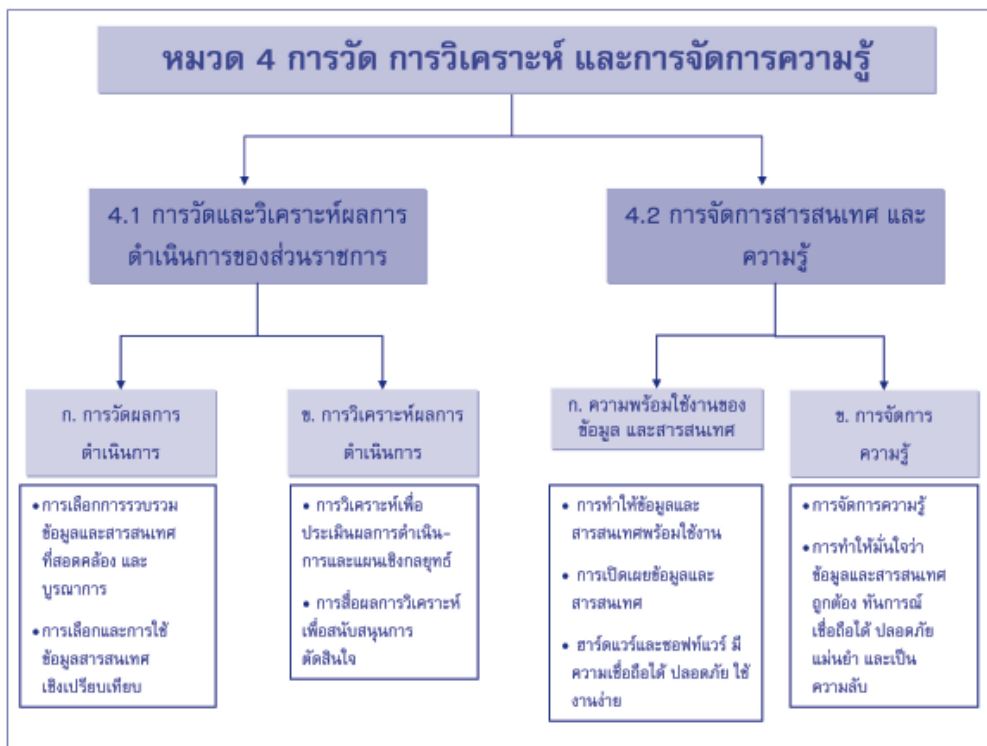 หมวด 4 การวัด การวิเคราะห์ และการจัดการความรู้
4.1 การวัดและวิเคราะห์ผลการ
ดำเนินการของส่วนราชการ
4.2 การจัดการสารสนเทศ และ
ความรู้
ก. การวัดผลการ
ดำเนินการ
ข. การวิเคราะห์ผลการ
ดำเนินการ
ก. ความพร้อมใช้งานของ
ข้อมูล และสารสนเทศ
ข. การจัดการ
ความรู้
• การเลือกการรวบรวม
ข้อมูลและสารสนเทศ
ที่สอดคล้อง และ
บูรณาการ
• การเลือกและการใช้
ข้อมูลสารสนเทศ
เชิงเปรียบเทียบ
• การวิเคราะห์เพื่อ
ประเมินผลการดำเนิน-
การและแผนเชิงกลยุทธ์
• การสื่อผลการวิเคราะห์
เพื่อสนับสนุนการ
ตัดสินใจ
• การทำให้ข้อมูลและ
สารสนเทศพร้อมใช้งาน
• การเปิดเผยข้อมูลและ
สารสนเทศ
• ฮาร์ดแวร์และซอฟท์แวร์ มี
ความเชื่อถือได้ ปลอดภัย ใช้
งานง่าย
• การจัดการความรู้
• การทำให้มั่นใจว่า
ข้อมูลและสารสนเทศ
ถูกต้อง ทันการณ์
เชื่อถือได้ ปลอดภัย
แม่นยำ และเป็น
ความลับ